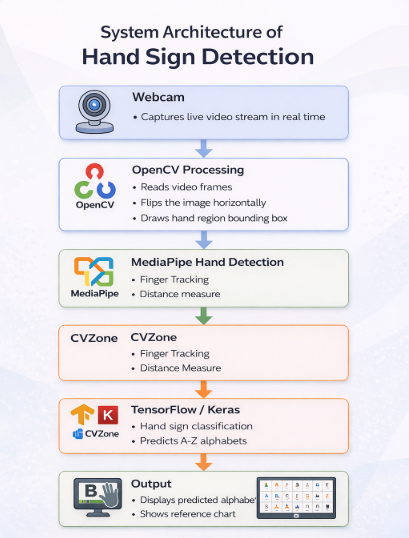 System Architecture of
Hand Sign Detection
Webcam
• Captures live video stream in real time
OpenCV Processing
• Reads video frames
• Flips the image horizontally
• Draws hand region bounding box
OpenCV
MediaPipe Hand Detection
• Finger Tracking
• Distance measure
MediaPipe
CVZone
CVZone
• Finger Tracking
• Distance Measure
TensorFlow / Keras
• Hand sign classification
• Predicts A-Z alphabets
K
CVZone
Output
• Displays predicted alphabe
• Shows reference chart
B